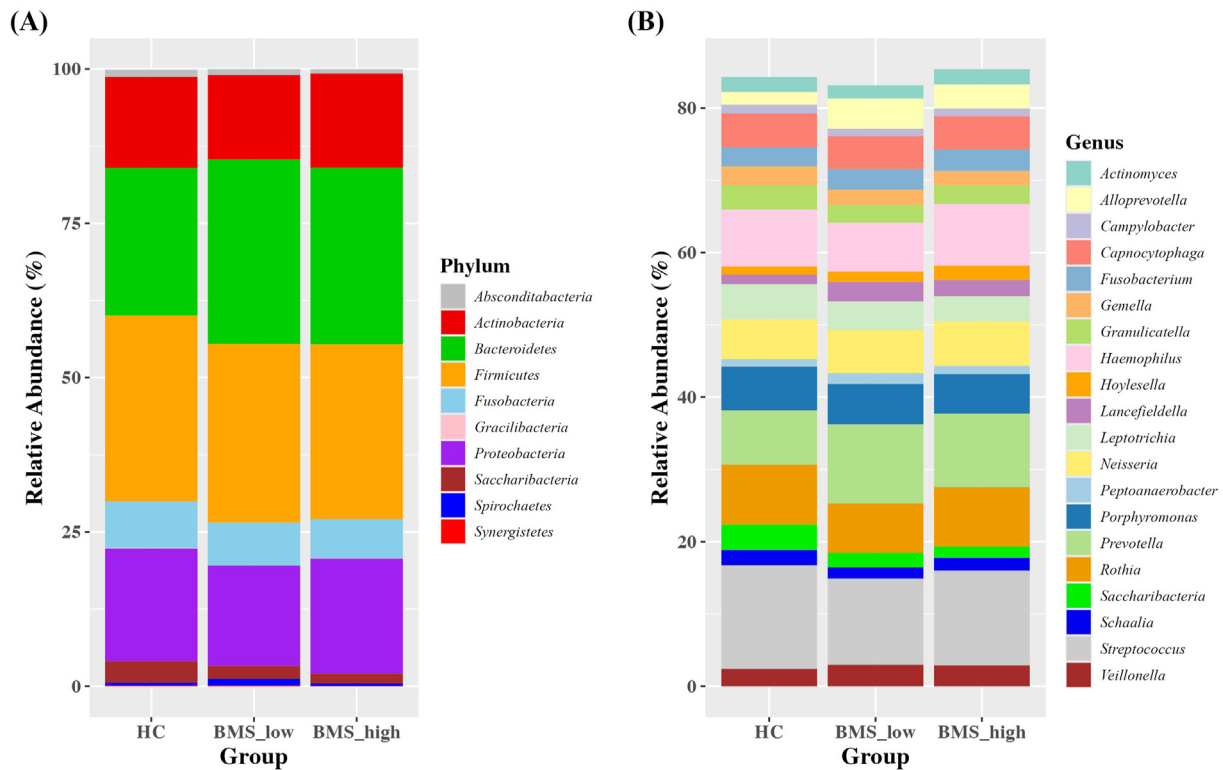 (A)
Relative Abundance (%)
100
75
50
25
0
HC
BMS_low
BMS_high
Group
Phylum
Absconditabacteria
Actinobacteria
Bacteroidetes
Firmicutes
Fusobacteria
Gracilibacteria
Proteobacteria
Saccharibacteria
Spirochaetes
Synergistetes
(B)
Relative Abundance (%)
80
60
40
20
0
HC
BMS_low
BMS_high
Group
Genus
Actinomyces
Alloprevotella
Campylobacter
Capnocytophaga
Fusobacterium
Gemella
Granulicatella
Haemophilus
Hoylesella
Lancefieldella
Leptotrichia
Neisseria
Peptoanaerobacter
Porphyromonas
Prevotella
Rothia
Saccharibacteria
Schaalia
Streptococcus
Veillonella